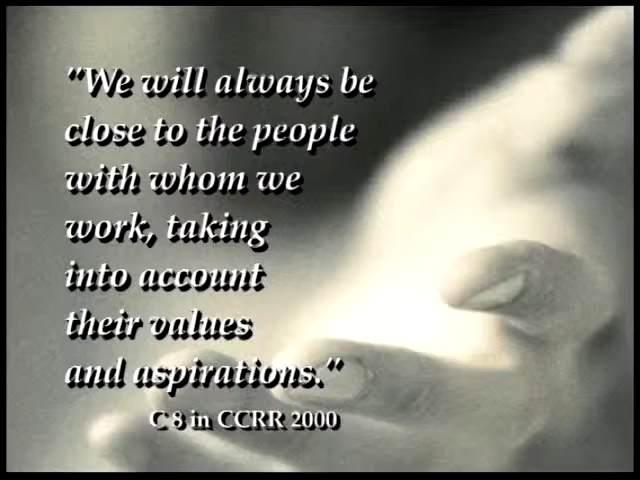 "We will always be
close to the people
with whom we
work, taking
into account
their values
and aspirations."
C 8 in CCRR 2000